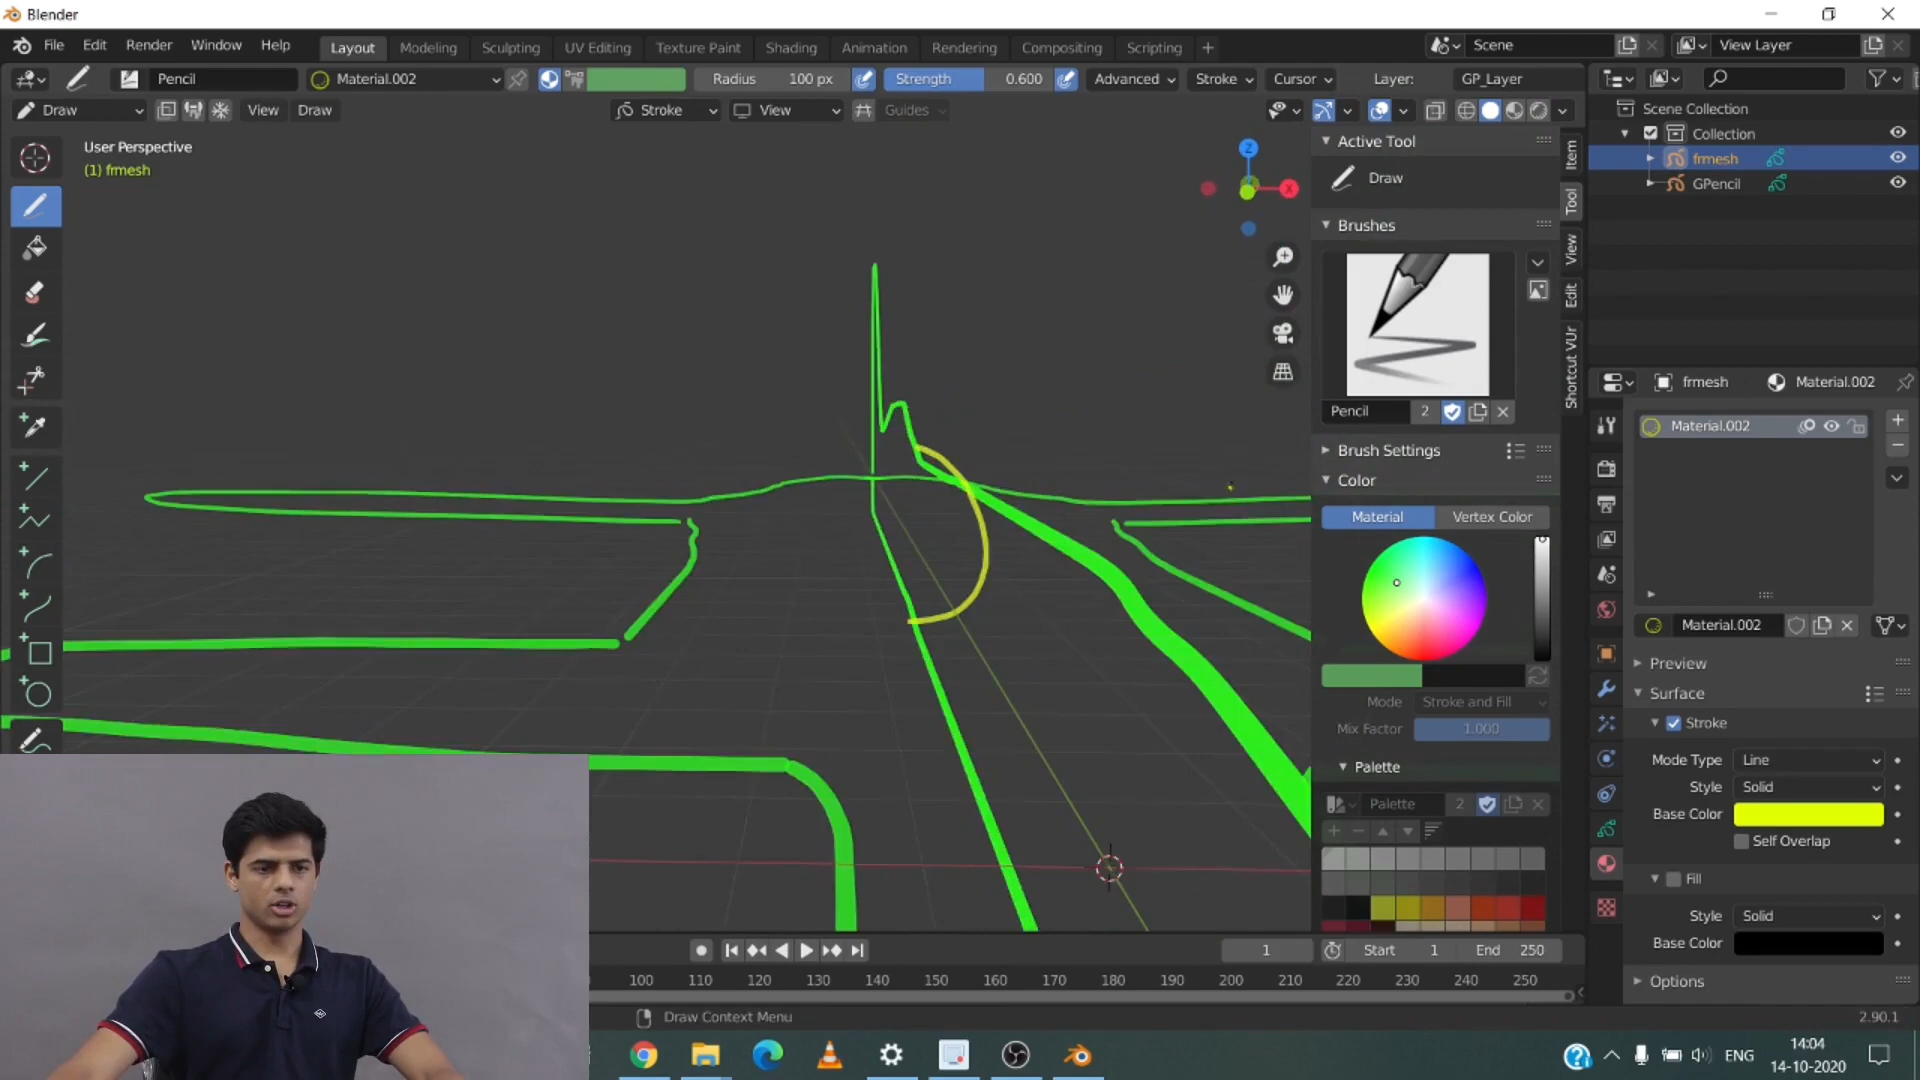 Blender
File Edit Render Window Help Layout Modeling Sculpting UV Editing Texture Paint Shading Animation Rendering Compositing Scripting + Scene View Layer
Pencil Material.002 Radius 100 px Strength 0.600 Advanced Stroke Cursor Layer: GP_Layer
Draw View Draw Stroke View Guides
User Perspective
(1) frmesh
Z
X
Active Tool
Draw
Brushes
Pencil 2
Brush Settings
Color
Material Vertex Color
Mode Stroke and Fill
Mix Factor 1.000
Palette
Palette 2
Item
Tool
View
Edit
Shortcut VUr
Scene Collection
Collection
frmesh
GPencil
frmesh Material.002
Material.002
Material.002
Preview
Surface
Stroke
Mode Type Line
Style Solid
Base Color
Self Overlap
Fill
Style Solid
Base Color
Options
1 Start 1 End 250
100 110 120 130 140 150 160 170 180 190 200 210 220 230 240 250
Draw Context Menu
2.90.1
ENG
14:04
14-10-2020